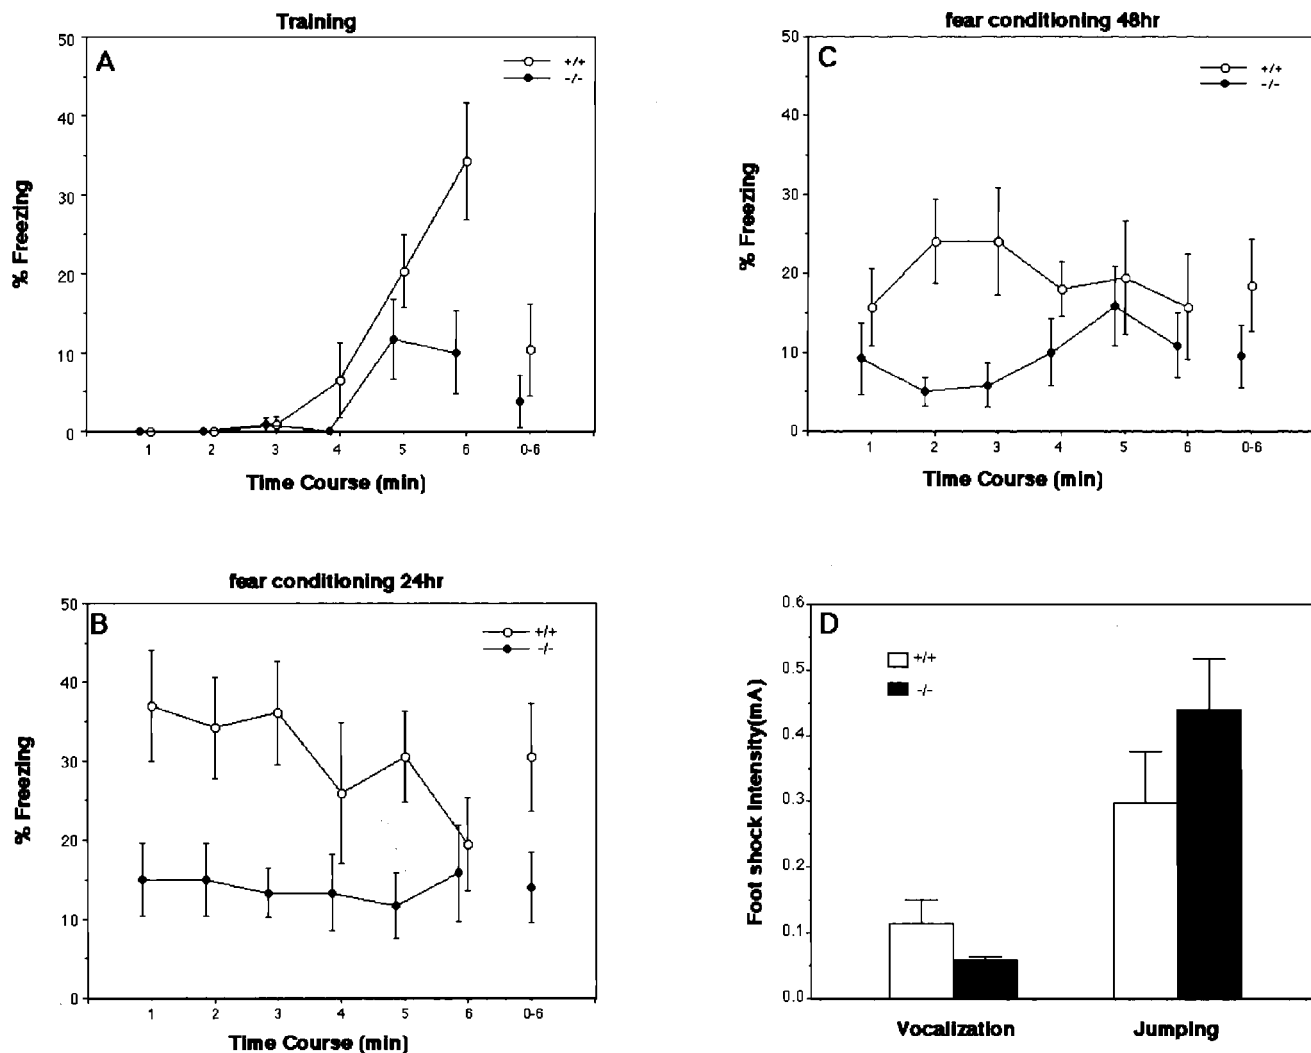 Training
A
+/+
-/-
50
40
30
20
10
0
% Freezing
1 2 3 4 5 6 0-6
Time Course (min)
fear conditioning 48hr
C
+/+
-/-
50
40
30
20
10
0
% Freezing
1 2 3 4 5 6 0-6
Time Course (min)
fear conditioning 24hr
B
+/+
-/-
50
40
30
20
10
0
% Freezing
1 2 3 4 5 6 0-6
Time Course (min)
D
+/+
-/-
0.6
0.5
0.4
0.3
0.2
0.1
0.0
Foot shock Intensity(mA)
Vocalization Jumping